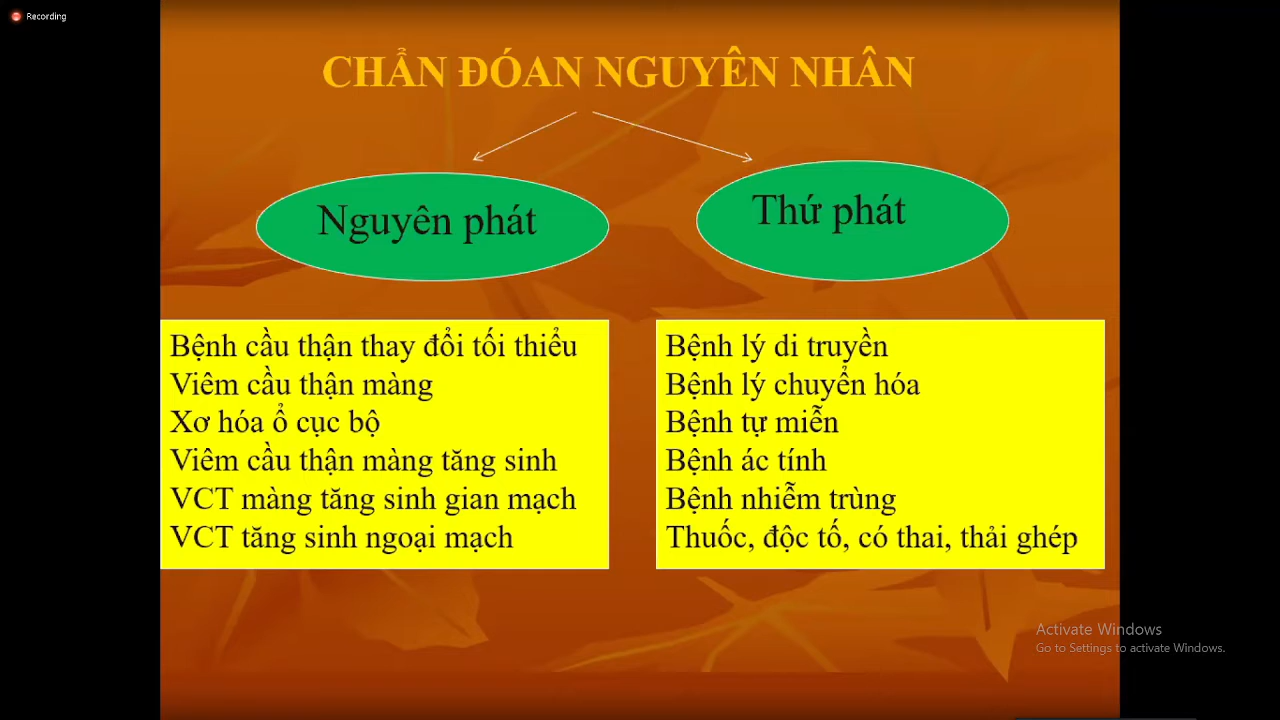 Recording
CHẨN ĐÓAN NGUYÊN NHÂN
Nguyên phát
Thứ phát
Bệnh cầu thận thay đổi tối thiểu
Viêm cầu thận màng
Xơ hóa ổ cục bộ
Viêm cầu thận màng tăng sinh
VCT màng tăng sinh gian mạch
VCT tăng sinh ngoại mạch
Bệnh lý di truyền
Bệnh lý chuyển hóa
Bệnh tự miễn
Bệnh ác tính
Bệnh nhiễm trùng
Thuốc, độc tố, có thai, thải ghép
Activate Windows
Go to Settings to activate Windows.